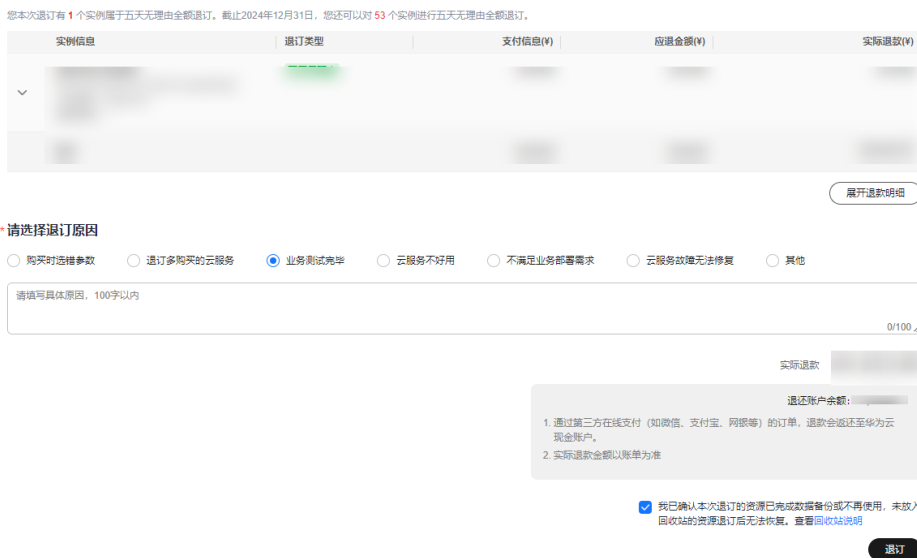 您本次退订有 1 个实例属于五天无理由全额退订。截止2024年12月31日，您还可以对 53 个实例进行五天无理由全额退订。
实例信息 退订类型 支付信息(¥) 应退金额(¥) 实际退款(¥)
展开退款明细
*请选择退订原因
购买时选错参数 退订多购买的云服务 业务测试完毕 云服务不好用 不满足业务部署需求 云服务故障无法修复 其他
请填写具体原因，100字以内
0/100
实际退款
退还账户余额：
1. 通过第三方在线支付（如微信、支付宝、网银等）的订单，退款会返还至华为云
现金账户。
2. 实际退款金额以账单为准
我已确认本次退订的资源已完成数据备份或不再使用，未放入
回收站的资源退订后无法恢复。查看回收站说明
退订